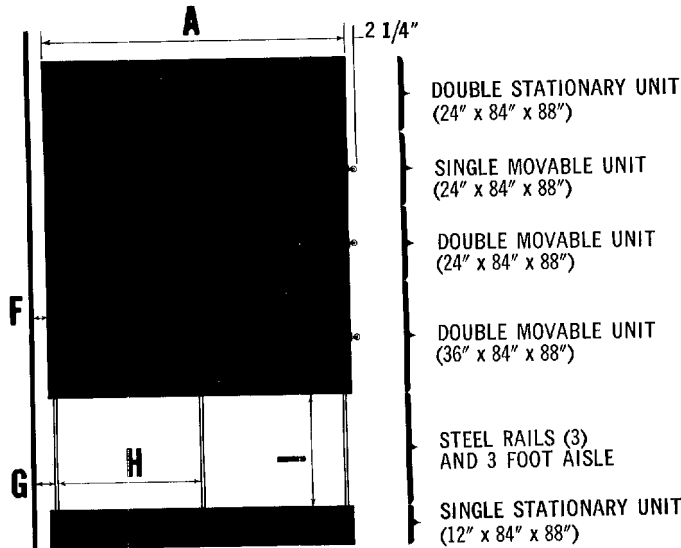 A
2 1/4"
DOUBLE STATIONARY UNIT
(24" x 84" x 88")
SINGLE MOVABLE UNIT
(24" x 84" x 88")
DOUBLE MOVABLE UNIT
(24" x 84" x 88")
F
DOUBLE MOVABLE UNIT
(36" x 84" x 88")
H
I
STEEL RAILS (3)
AND 3 FOOT AISLE
G
SINGLE STATIONARY UNIT
(12" x 84" x 88")